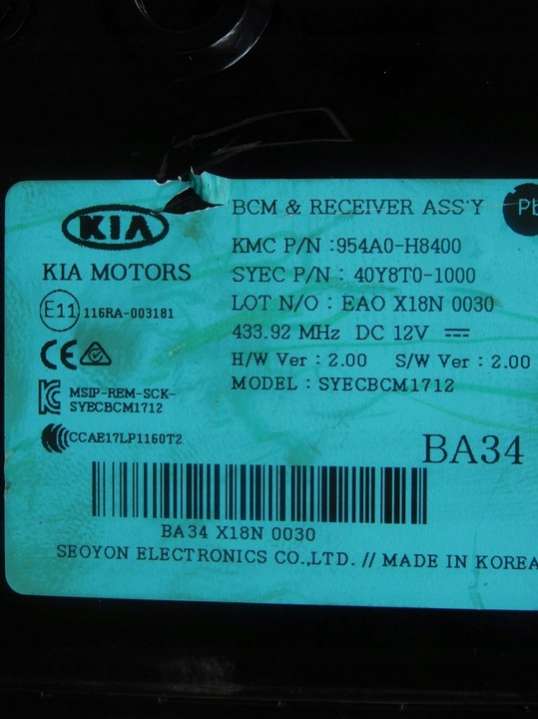 KIA
KIA MOTORS
BCM & RECEIVER ASS'Y
Pb
KMC P/N : 954A0-H8400
SYEC P/N : 40Y8T0-1000
LOT N/O : EAO X18N 0030
433.92 MHz DC 12V
H/W Ver : 2.00 S/W Ver : 2.00
MODEL : SYECBCM1712
E11 116RA-003181
CE
MSIP-REM-SCK-
SYECBCM1712
CCAE17LP1160T2
BA34
BA34 X18N 0030
SEOYON ELECTRONICS CO.,LTD. // MADE IN KOREA